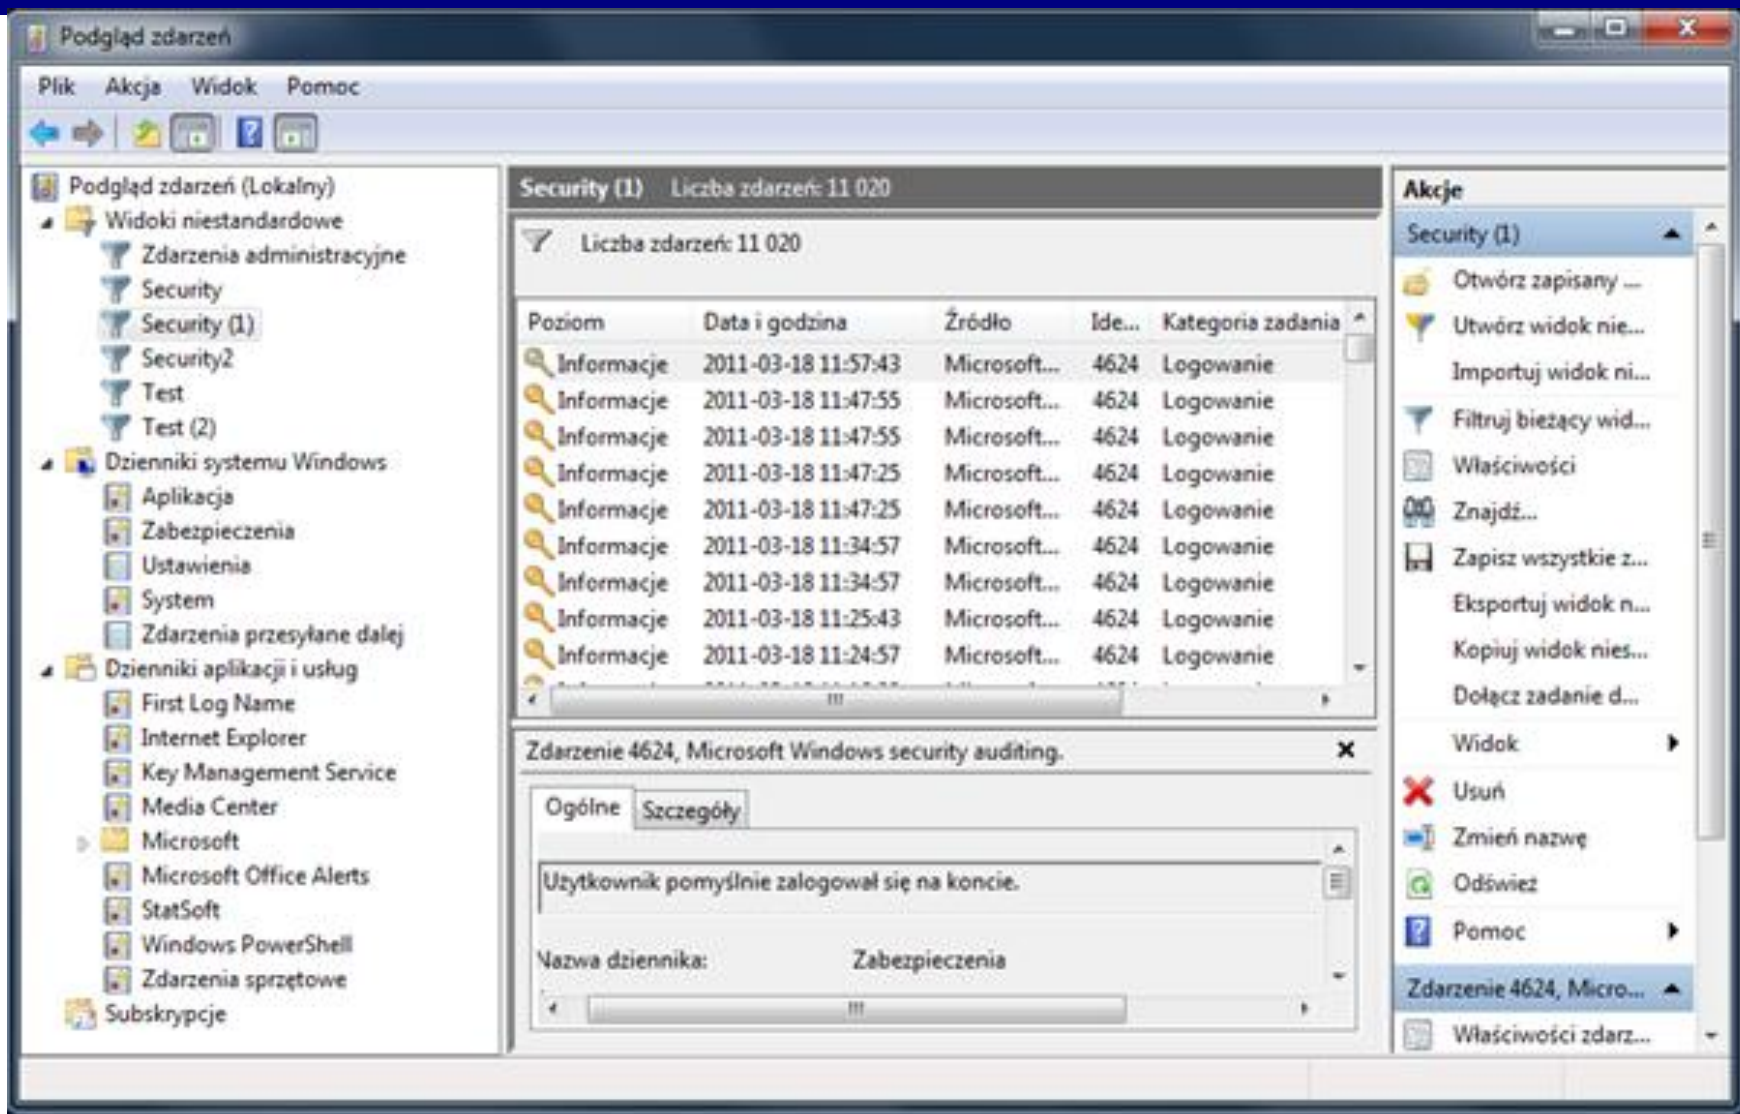 Podgląd zdarzeń
Plik Akcja Widok Pomoc
Podgląd zdarzeń (Lokalny)
Widoki niestandardowe
Zdarzenia administracyjne
Security
Security (1)
Security2
Test
Test (2)
Dzienniki systemu Windows
Aplikacja
Zabezpieczenia
Ustawienia
System
Zdarzenia przesyłane dalej
Dzienniki aplikacji i usług
First Log Name
Internet Explorer
Key Management Service
Media Center
Microsoft
Microsoft Office Alerts
StatSoft
Windows PowerShell
Zdarzenia sprzętowe
Subskrypcje
Security (1) Liczba zdarzeń: 11 020
Liczba zdarzeń: 11 020
Poziom Data i godzina Źródło Ide... Kategoria zadania
Informacje 2011-03-18 11:57:43 Microsoft... 4624 Logowanie
Informacje 2011-03-18 11:47:55 Microsoft... 4624 Logowanie
Informacje 2011-03-18 11:47:55 Microsoft... 4624 Logowanie
Informacje 2011-03-18 11:47:25 Microsoft... 4624 Logowanie
Informacje 2011-03-18 11:47:25 Microsoft... 4624 Logowanie
Informacje 2011-03-18 11:34:57 Microsoft... 4624 Logowanie
Informacje 2011-03-18 11:34:57 Microsoft... 4624 Logowanie
Informacje 2011-03-18 11:25:43 Microsoft... 4624 Logowanie
Informacje 2011-03-18 11:24:57 Microsoft... 4624 Logowanie
Zdarzenie 4624, Microsoft Windows security auditing.
Ogólne Szczegóły
Użytkownik pomyślnie zalogował się na koncie.
Nazwa dziennika: Zabezpieczenia
Akcje
Security (1)
Otwórz zapisany ...
Utwórz widok nie...
Importuj widok ni...
Filtruj bieżący wid...
Właściwości
Znajdź...
Zapisz wszystkie z...
Eksportuj widok n...
Kopiuj widok nies...
Dołącz zadanie d...
Widok
Usuń
Zmień nazwę
Odśwież
Pomoc
Zdarzenie 4624, Micro...
Właściwości zdarz...